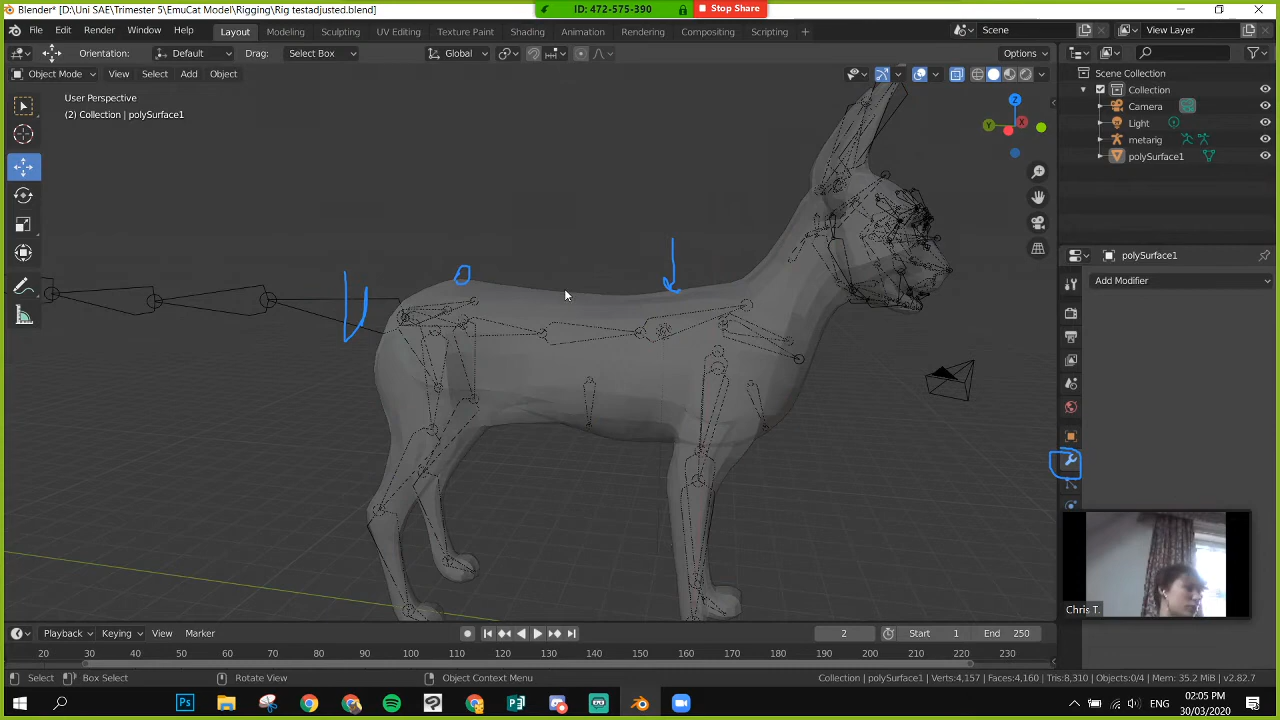 Blender* [D:\Uni SAE\Trimester 5\EmuCat Model\Rigging\Rig testadjusted.blend]
ID: 472-575-390
Stop Share
File Edit Render Window Help
Layout Modeling Sculpting UV Editing Texture Paint Shading Animation Rendering Compositing Scripting +
Scene
View Layer
Orientation: Default Drag: Select Box Global Options
Object Mode View Select Add Object
User Perspective
(2) Collection | polySurface1
Z
Y
X
Scene Collection
Collection
Camera
Light
metarig
polySurface1
polySurface1
Add Modifier
Chris T.
Playback Keying View Marker
2 Start 1 End 250
20 30 40 50 60 70 80 90 100 110 120 130 140 150 160 170 180 190 200 210 220 230
Select Box Select Rotate View Object Context Menu
Collection | polySurface1 | Verts:4,157 | Faces:4,160 | Tris:8,310 | Objects:0/4 | Mem: 35.2 MiB | v2.82.7
Ps
ENG
02:05 PM
30/03/2020